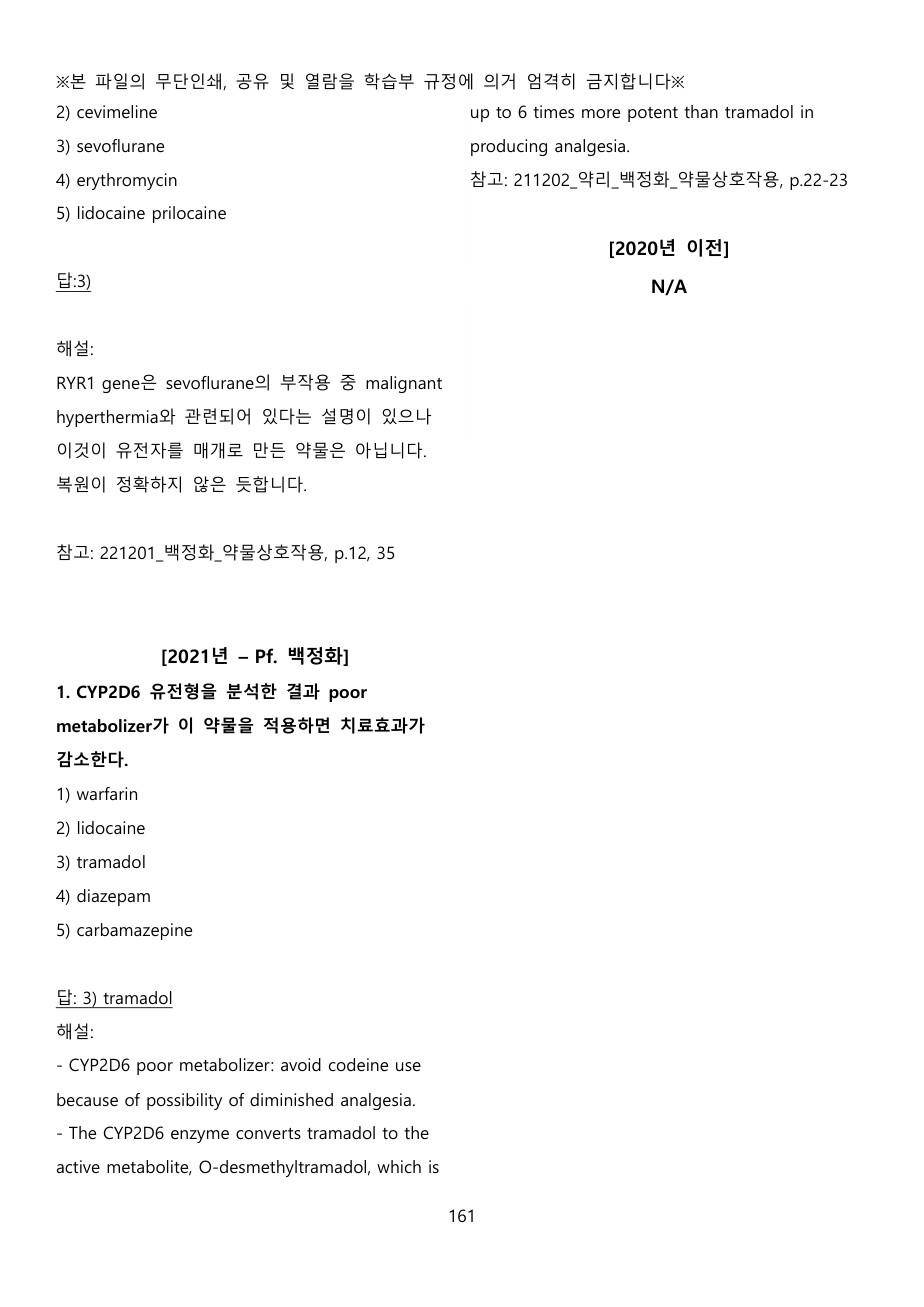 ※본 파일의 무단인쇄, 공유 및 열람을 학습부 규정에 의거 엄격히 금지합니다※
2) cevimeline
3) sevoflurane
4) erythromycin
5) lidocaine prilocaine
답:3)
해설:
RYR1 gene은 sevoflurane의 부작용 중 malignant
hyperthermia와 관련되어 있다는 설명이 있으나
이것이 유전자를 매개로 만든 약물은 아닙니다.
복원이 정확하지 않은 듯합니다.
참고: 221201_백정화_약물상호작용, p.12, 35
[2021년 – Pf. 백정화]
1. CYP2D6 유전형을 분석한 결과 poor
metabolizer가 이 약물을 적용하면 치료효과가
감소한다.
1) warfarin
2) lidocaine
3) tramadol
4) diazepam
5) carbamazepine
답: 3) tramadol
해설:
- CYP2D6 poor metabolizer: avoid codeine use
because of possibility of diminished analgesia.
- The CYP2D6 enzyme converts tramadol to the
active metabolite, O-desmethyltramadol, which is
up to 6 times more potent than tramadol in
producing analgesia.
참고: 211202_약리_백정화_약물상호작용, p.22-23
[2020년 이전]
N/A
161